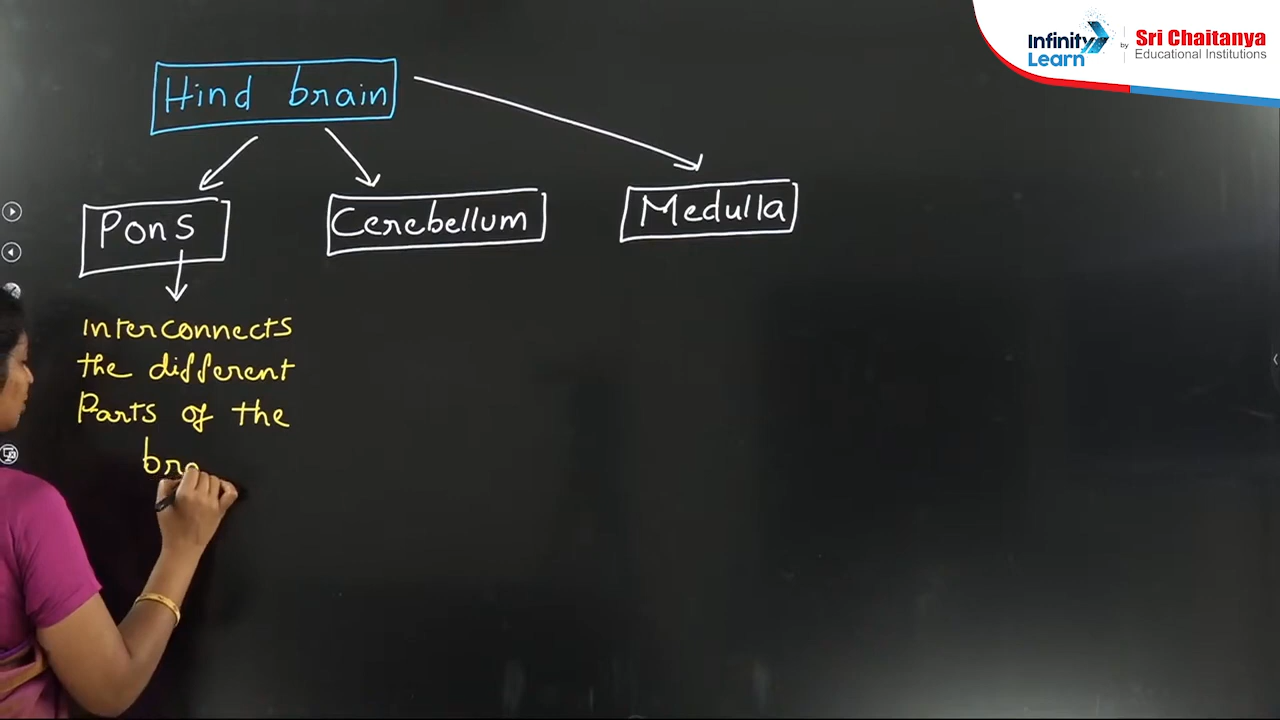 Infinity Learn
by
Sri Chaitanya
Educational Institutions
Hind brain
Pons
Cerebellum
Medulla
Interconnects
the different
Parts of the